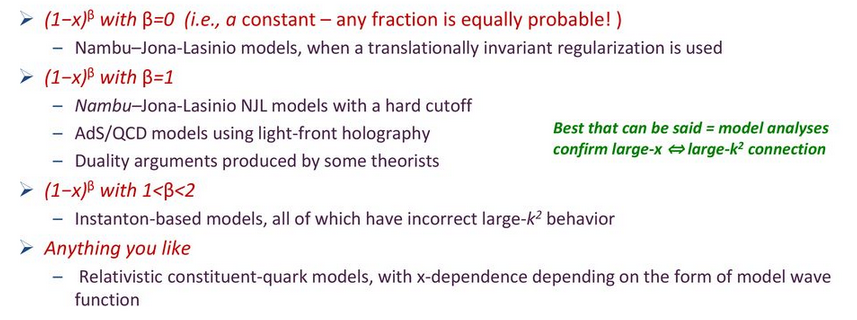 ➢ (1−x)^β with β=0 (i.e., a constant – any fraction is equally probable! )
– Nambu–Jona-Lasinio models, when a translationally invariant regularization is used
➢ (1−x)^β with β=1
– Nambu–Jona-Lasinio NJL models with a hard cutoff
– AdS/QCD models using light-front holography
– Duality arguments produced by some theorists
Best that can be said = model analyses
confirm large-x ⇔ large-k² connection
➢ (1−x)^β with 1<β<2
– Instanton-based models, all of which have incorrect large-k² behavior
➢ Anything you like
– Relativistic constituent-quark models, with x-dependence depending on the form of model wave
function